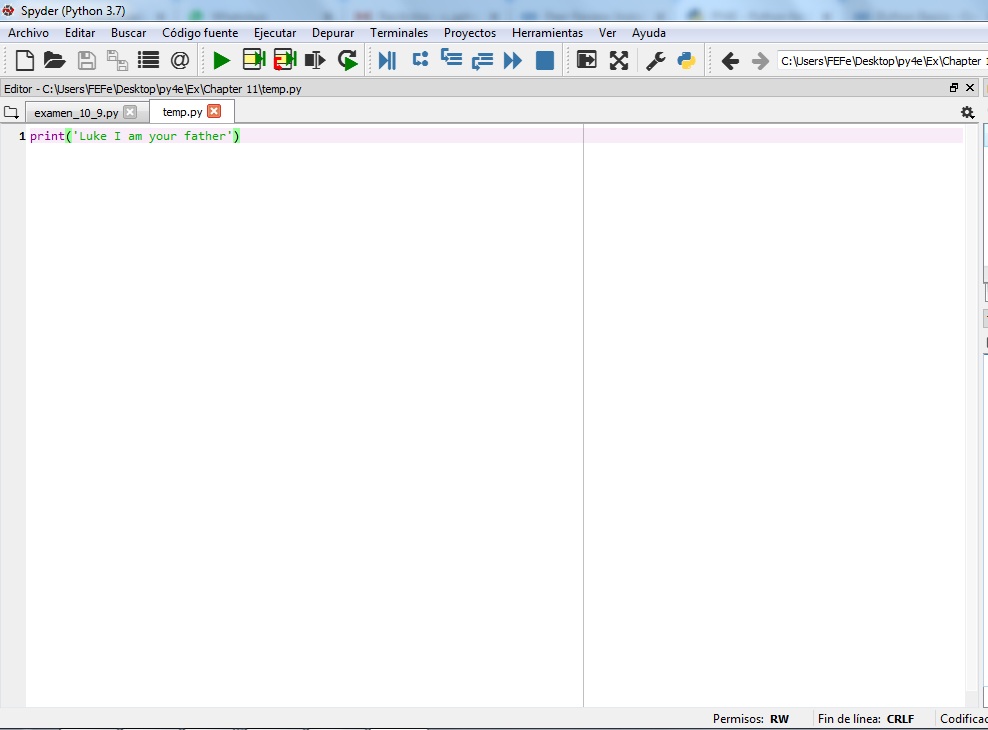 Spyder (Python 3.7)
Archivo Editar Buscar Código fuente Ejecutar Depurar Terminales Proyectos Herramientas Ver Ayuda
@ C:\Users\FEFe\Desktop\py4e\Ex\Chapter 1
Editor - C:\Users\FEFe\Desktop\py4e\Ex\Chapter 11\temp.py
examen_10_9.py temp.py
1 print('Luke I am your father')
Permisos: RW Fin de línea: CRLF Codificac